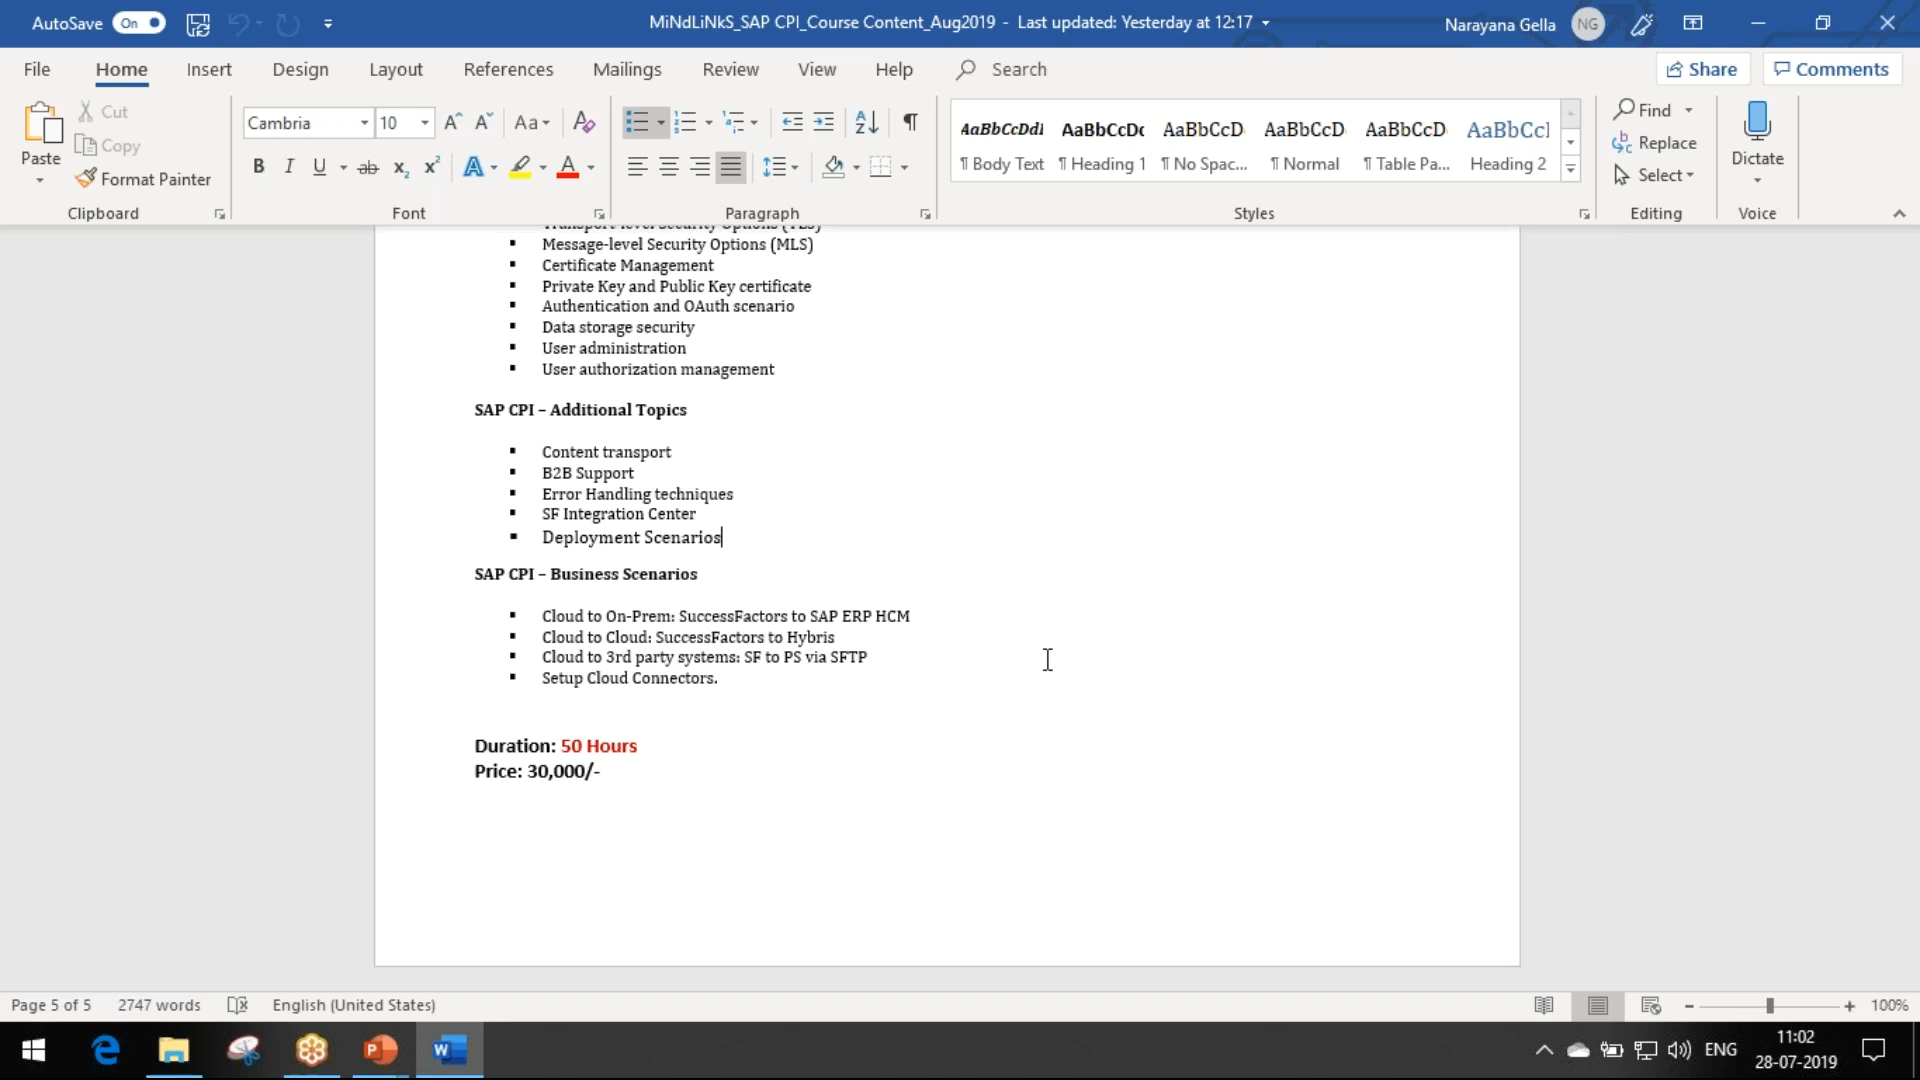 AutoSave On MiNdLiNkS_SAP CPI_Course Content_Aug2019 - Last updated: Yesterday at 12:17 Narayana Gella NG
File Home Insert Design Layout References Mailings Review View Help Search Share Comments
Paste Cut Copy Format Painter
Clipboard
Cambria 10
Font
Paragraph
AaBbCcDdI AaBbCcDc AaBbCcD AaBbCcD AaBbCcD AaBbCcI
¶ Body Text ¶ Heading 1 ¶ No Spac... ¶ Normal ¶ Table Pa... Heading 2
Styles
Find
Replace
Select
Editing
Dictate
Voice
Transport-level Security Options (TLS)
▪ Message-level Security Options (MLS)
▪ Certificate Management
▪ Private Key and Public Key certificate
▪ Authentication and OAuth scenario
▪ Data storage security
▪ User administration
▪ User authorization management
SAP CPI – Additional Topics
▪ Content transport
▪ B2B Support
▪ Error Handling techniques
▪ SF Integration Center
▪ Deployment Scenarios
SAP CPI – Business Scenarios
▪ Cloud to On-Prem: SuccessFactors to SAP ERP HCM
▪ Cloud to Cloud: SuccessFactors to Hybris
▪ Cloud to 3rd party systems: SF to PS via SFTP
▪ Setup Cloud Connectors.
Duration: 50 Hours
Price: 30,000/-
Page 5 of 5 2747 words English (United States) 100%
ENG 11:02
28-07-2019